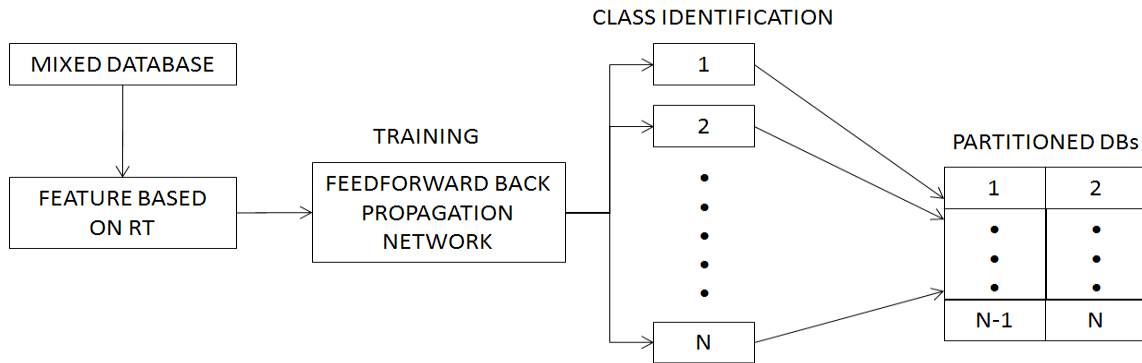 CLASS IDENTIFICATION
MIXED DATABASE
1
TRAINING
2
PARTITIONED DBs
FEATURE BASED
ON RT
FEEDFORWARD BACK
PROPAGATION
NETWORK
1 2
N
N-1 N